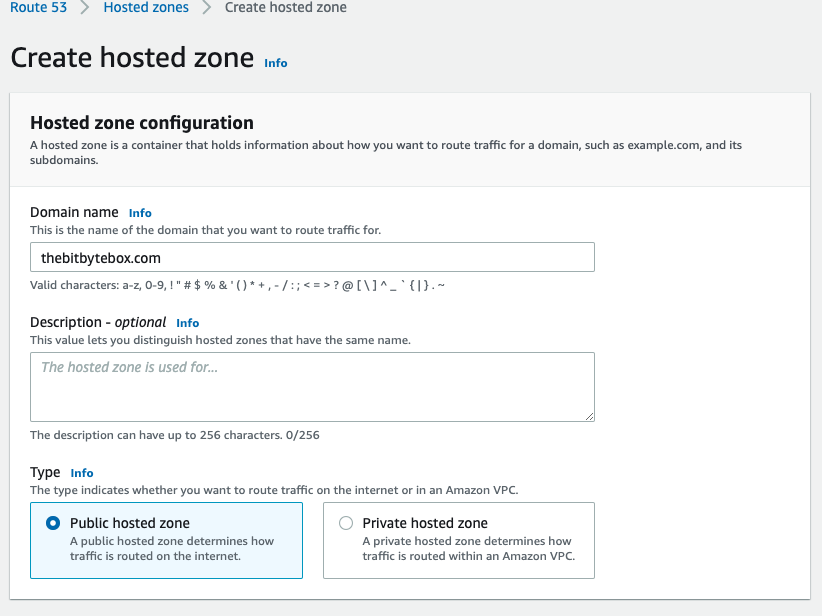 Route 53 > Hosted zones > Create hosted zone
Create hosted zone Info
Hosted zone configuration
A hosted zone is a container that holds information about how you want to route traffic for a domain, such as example.com, and its
subdomains.
Domain name Info
This is the name of the domain that you want to route traffic for.
thebitbytebox.com
Valid characters: a-z, 0-9, ! " # $ % & ' ( ) * + , - / : ; < = > ? @ [ \ ] ^ _ ` { | } . ~
Description - optional Info
This value lets you distinguish hosted zones that have the same name.
The hosted zone is used for...
The description can have up to 256 characters. 0/256
Type Info
The type indicates whether you want to route traffic on the internet or in an Amazon VPC.
Public hosted zone
A public hosted zone determines how
traffic is routed on the internet.
Private hosted zone
A private hosted zone determines how
traffic is routed within an Amazon VPC.